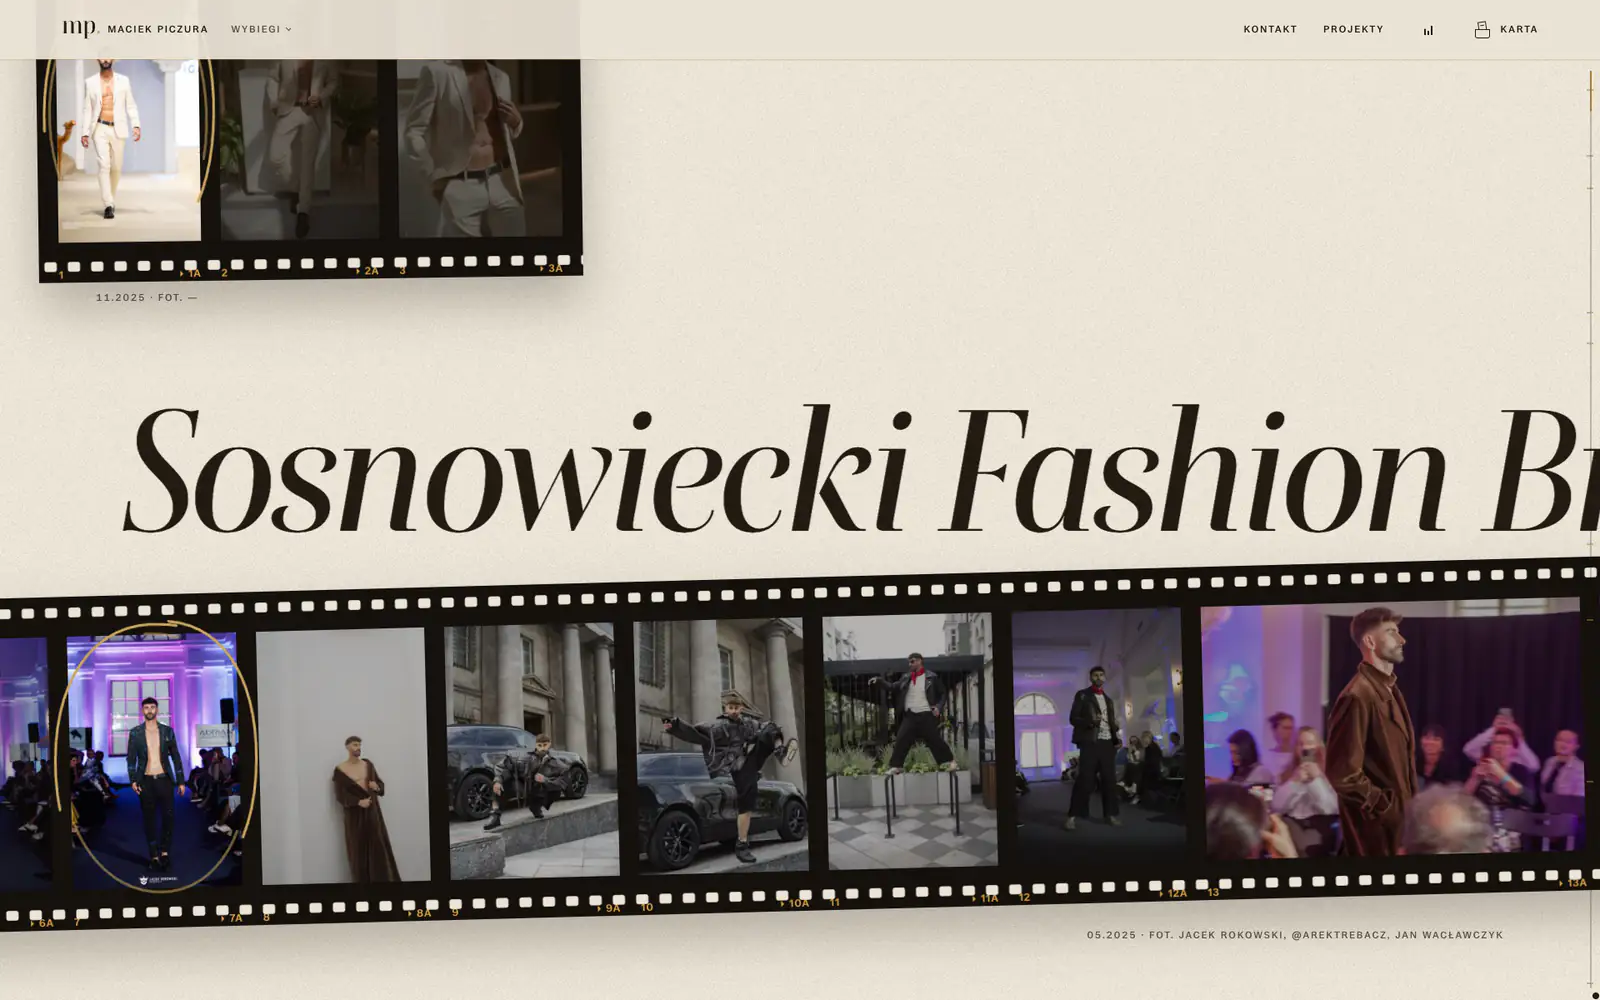 mp. MACIEK PICZURA WYBIEGI KONTAKT PROJEKTY KARTA
1 1A 2 2A 3 3A
11.2025 · FOT. —
Sosnowiecki Fashion Br
6A 7 7A 8 8A 9 9A 10 10A 11 11A 12 12A 13 13A
05.2025 · FOT. JACEK ROKOWSKI, @AREKTREBACZ, JAN WACŁAWCZYK